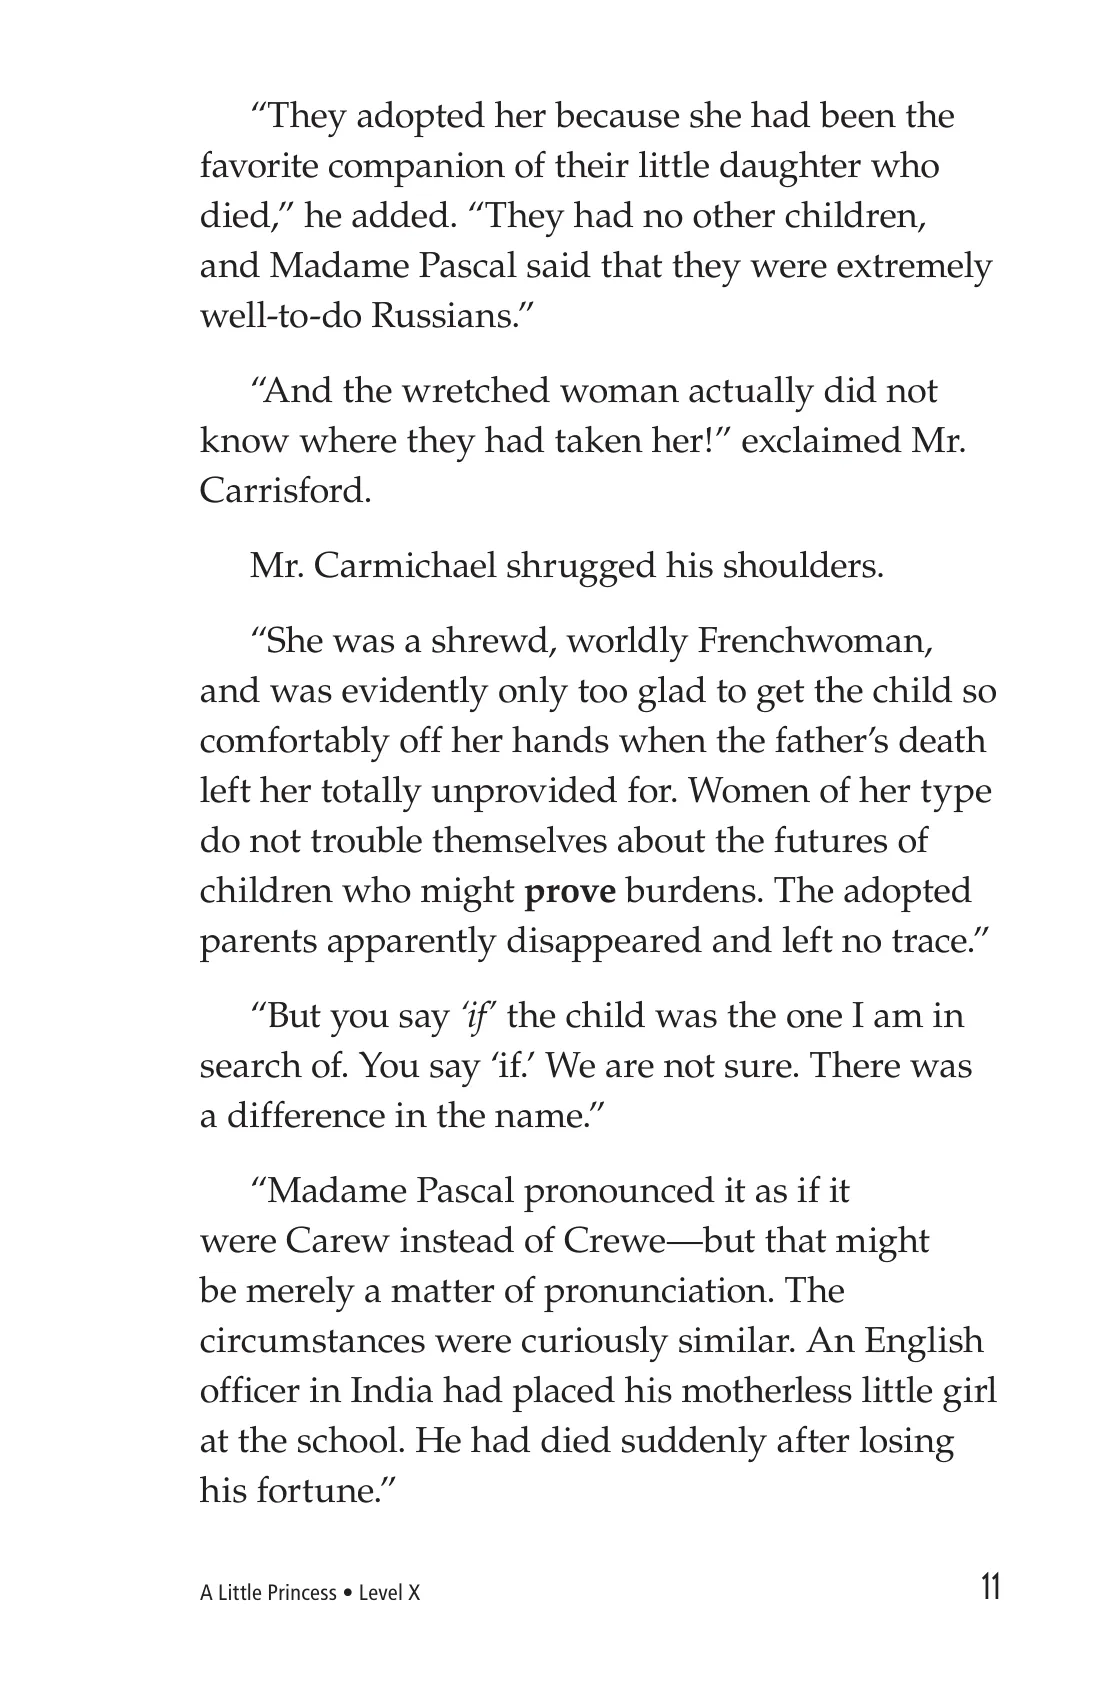 “They adopted her because she had been the
favorite companion of their little daughter who
died,” he added. “They had no other children,
and Madame Pascal said that they were extremely
well-to-do Russians.”
“And the wretched woman actually did not
know where they had taken her!” exclaimed Mr.
Carrisford.
Mr. Carmichael shrugged his shoulders.
“She was a shrewd, worldly Frenchwoman,
and was evidently only too glad to get the child so
comfortably off her hands when the father’s death
left her totally unprovided for. Women of her type
do not trouble themselves about the futures of
children who might prove burdens. The adopted
parents apparently disappeared and left no trace.”
“But you say ‘if’ the child was the one I am in
search of. You say ‘if.’ We are not sure. There was
a difference in the name.”
“Madame Pascal pronounced it as if it
were Carew instead of Crewe—but that might
be merely a matter of pronunciation. The
circumstances were curiously similar. An English
officer in India had placed his motherless little girl
at the school. He had died suddenly after losing
his fortune.”
A Little Princess • Level X
11